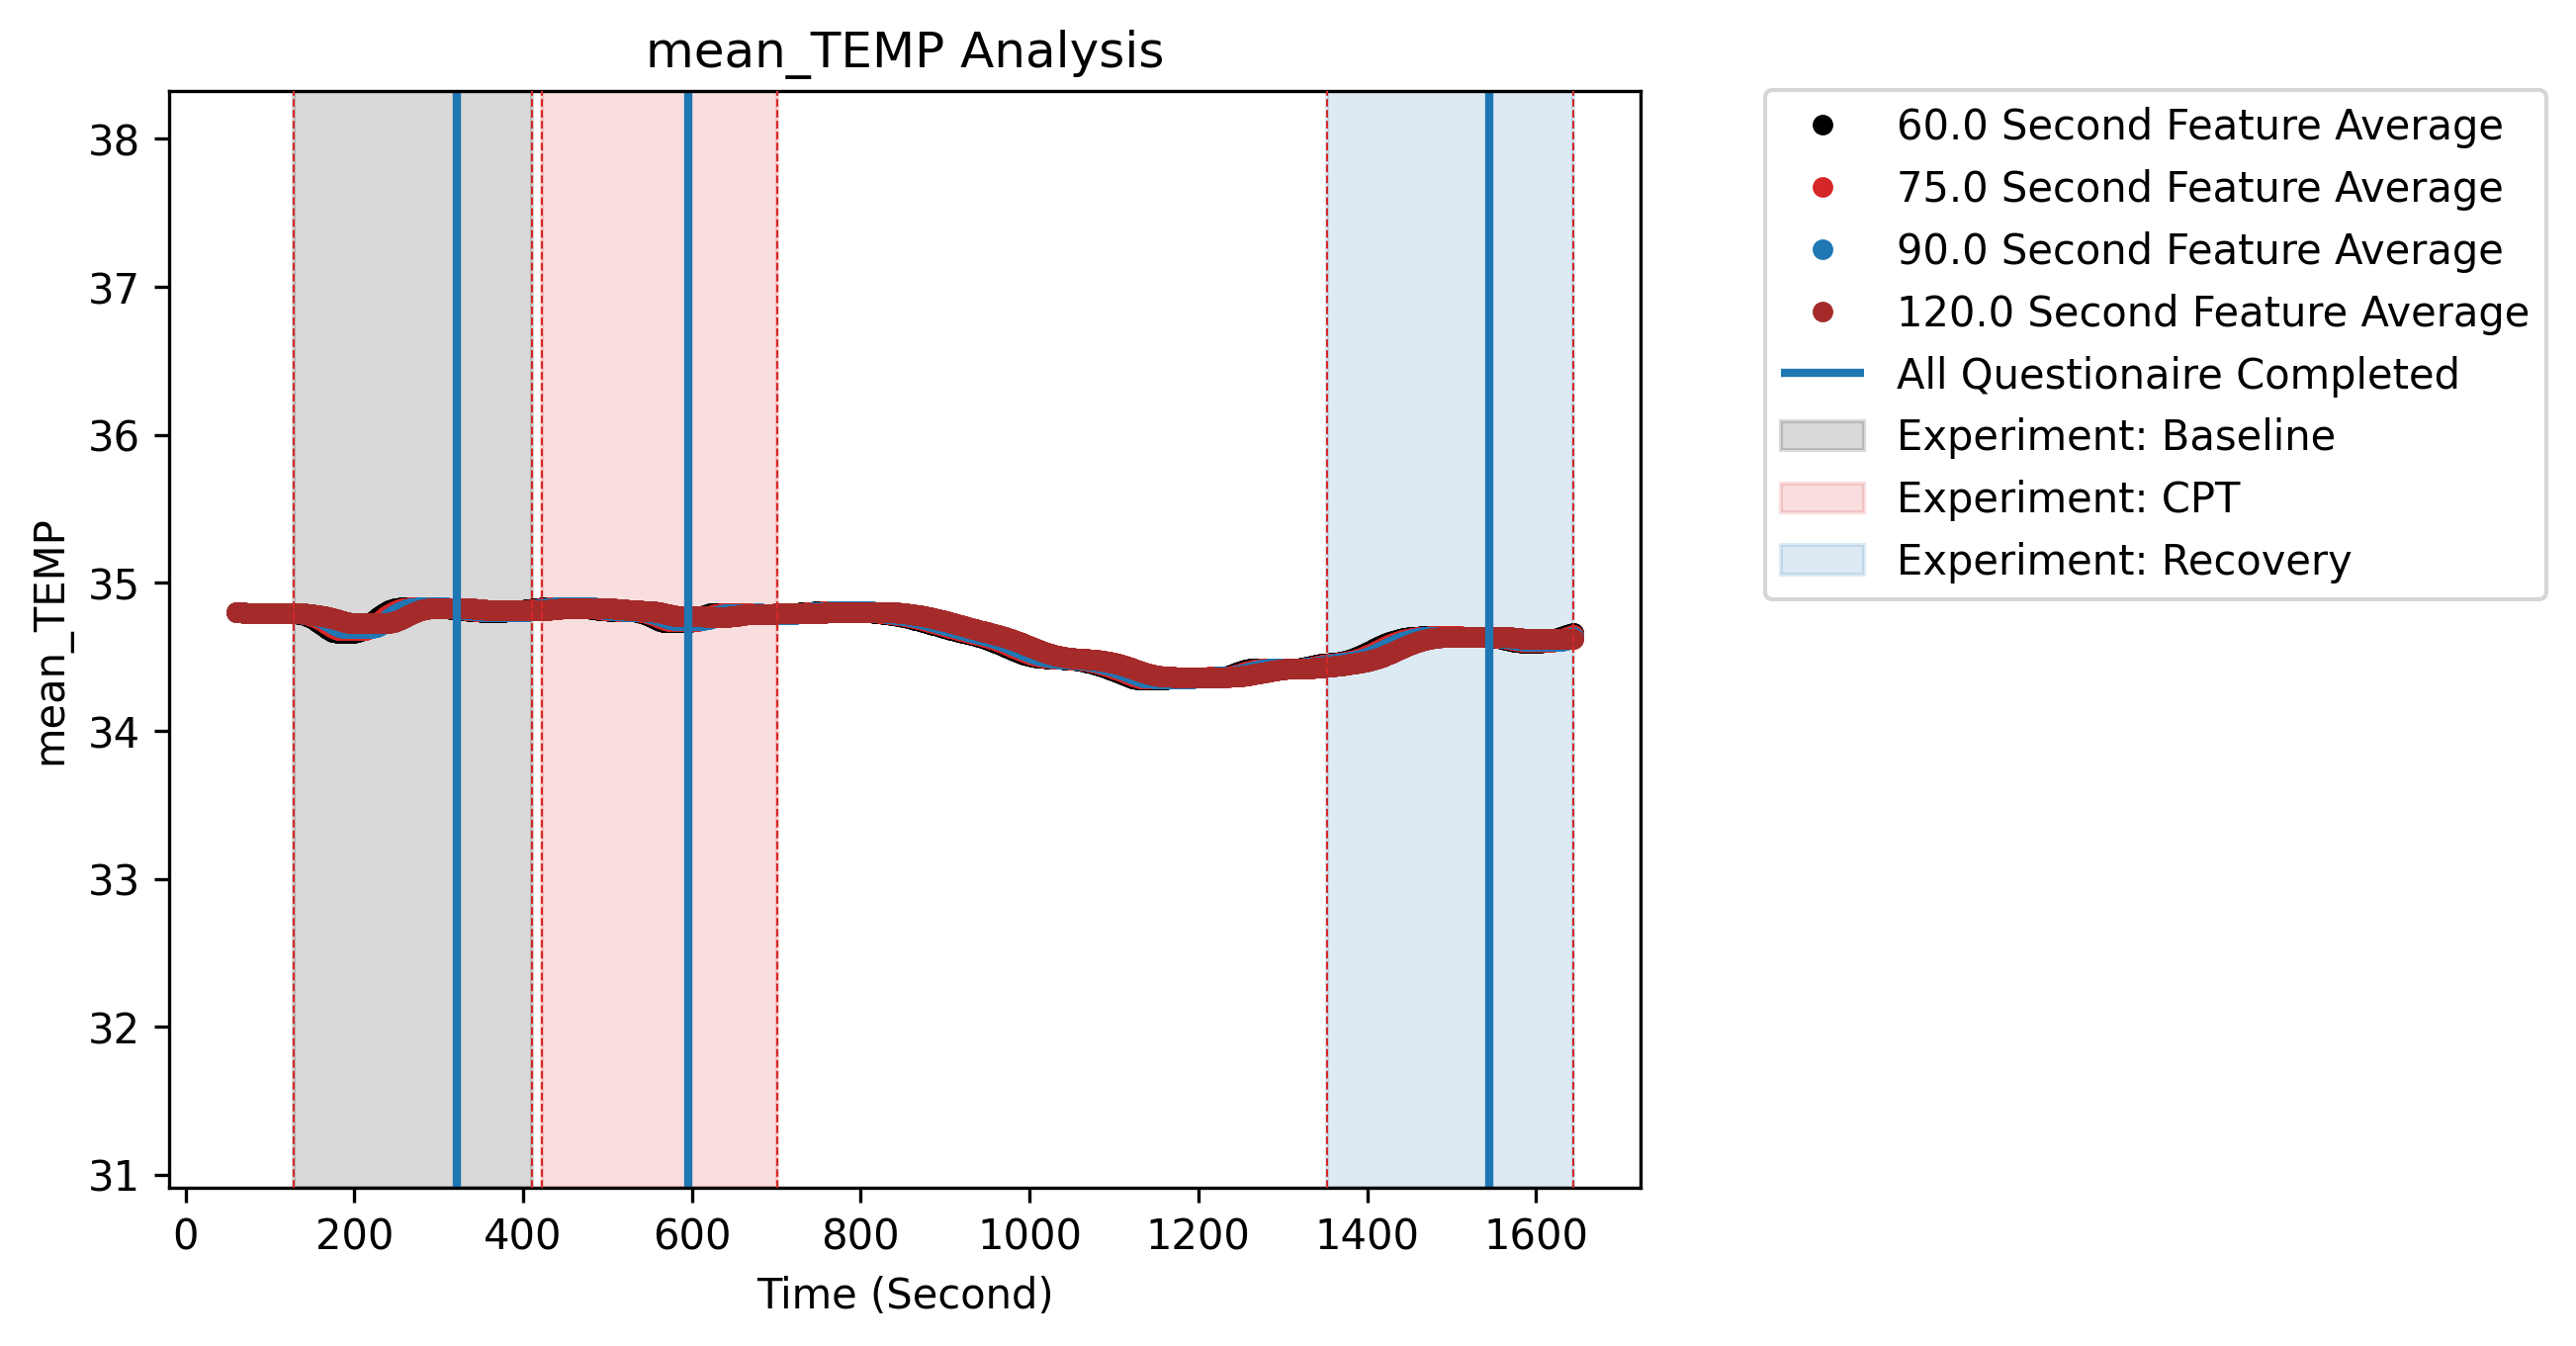 mean_TEMP Analysis
38
37
36
35
34
33
32
31
mean_TEMP
0 200 400 600 800 1000 1200 1400 1600
Time (Second)
60.0 Second Feature Average
75.0 Second Feature Average
90.0 Second Feature Average
120.0 Second Feature Average
All Questionaire Completed
Experiment: Baseline
Experiment: CPT
Experiment: Recovery